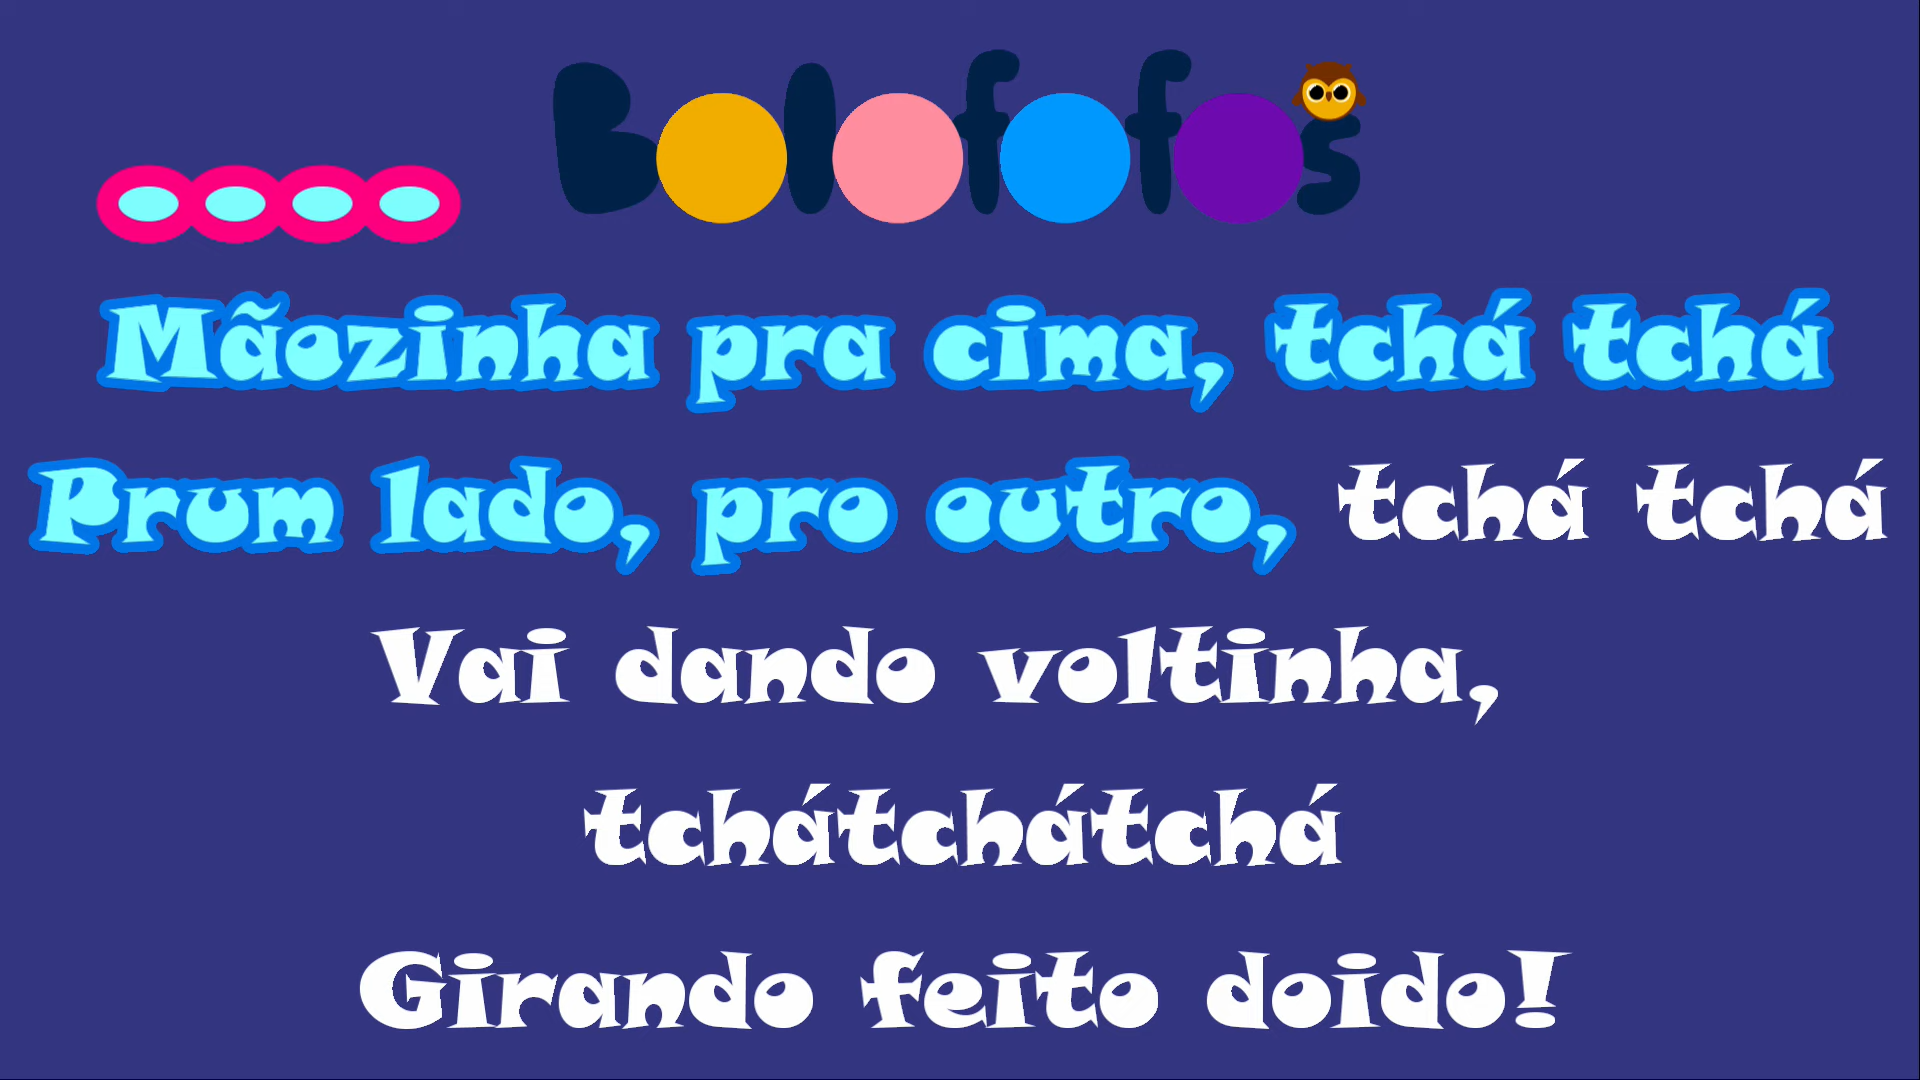 Bolofofos
Mãozinha pra cima, tchá tchá
Prum lado, pro outro, tchá tchá
Vai dando voltinha,
tchátchátchá
Girando feito doido!